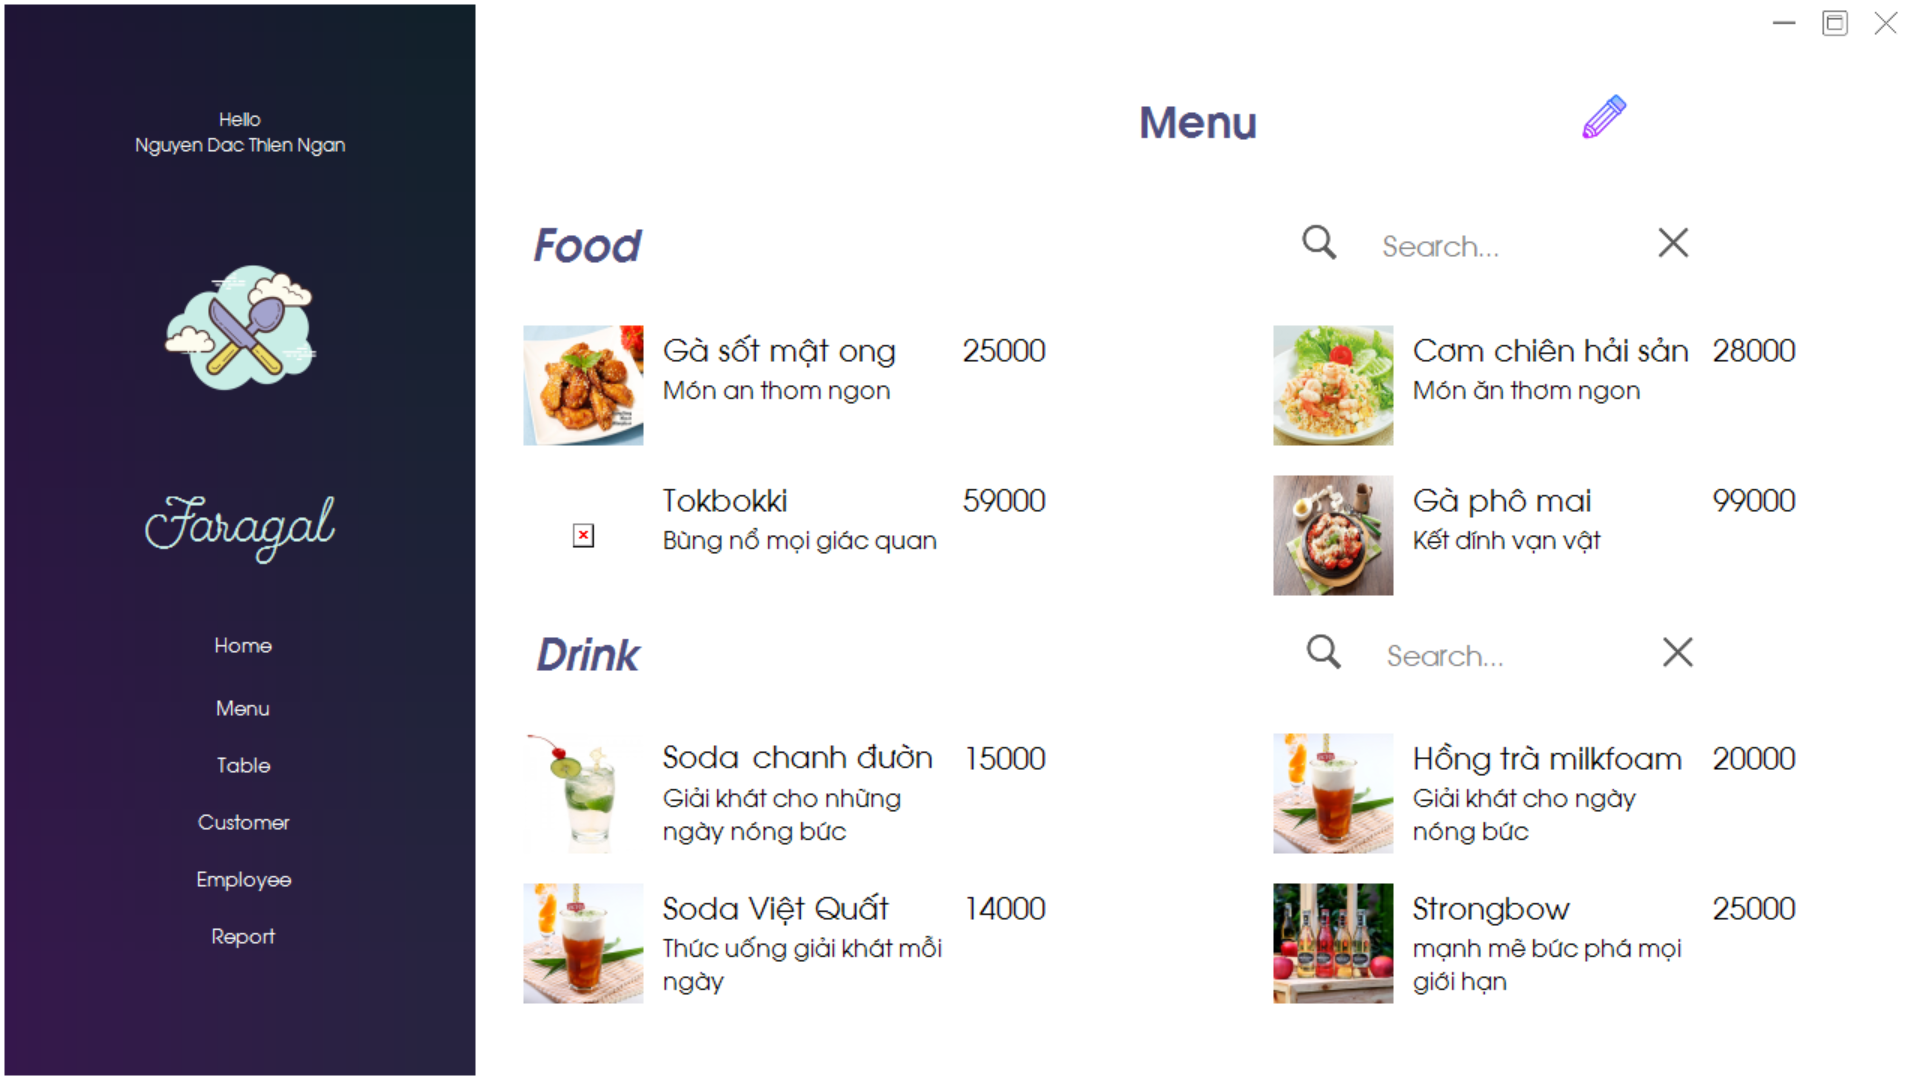 Hello
Nguyen Dac Thien Ngan
Faragal
Home
Menu
Table
Customer
Employee
Report
Menu
Food
Search...
Gà sốt mật ong 25000
Món an thom ngon
Cơm chiên hải sản 28000
Món ăn thơm ngon
Tokbokki 59000
Bùng nổ mọi giác quan
Gà phô mai 99000
Kết dính vạn vật
Drink
Search...
Soda chanh đườn 15000
Giải khát cho những
ngày nóng bức
Hồng trà milkfoam 20000
Giải khát cho ngày
nóng bức
Soda Việt Quất 14000
Thức uống giải khát mỗi
ngày
Strongbow 25000
mạnh mẽ bức phá mọi
giới hạn